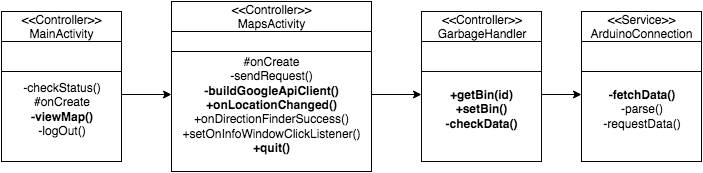 <<Controller>>
MainActivity
-checkStatus()
#onCreate
-viewMap()
-logOut()
<<Controller>>
MapsActivity
#onCreate
-sendRequest()
-buildGoogleApiClient()
+onLocationChanged()
+onDirectionFinderSuccess()
+setOnInfoWindowClickListener()
+quit()
<<Controller>>
GarbageHandler
+getBin(id)
+setBin()
-checkData()
<<Service>>
ArduinoConnection
-fetchData()
-parse()
-requestData()